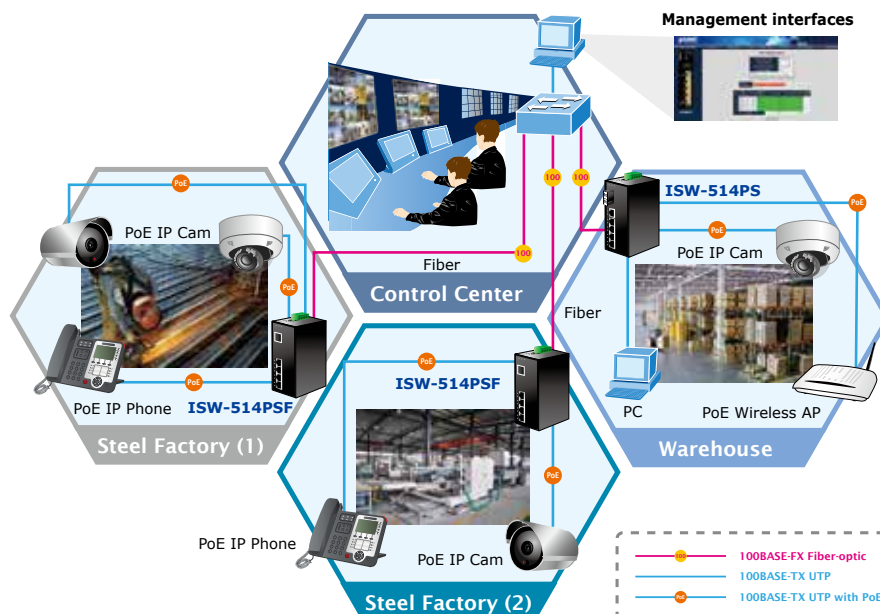 Management interfaces
PoE
100
100
ISW-514PS
PoE
PoE
PoE IP Cam
PoE IP Cam
100
Fiber
Control Center
PoE
Fiber
PoE
PoE
ISW-514PSF
PoE IP Phone
ISW-514PSF
PC
PoE Wireless AP
Steel Factory (1)
Warehouse
PoE
PoE IP Phone
PoE IP Cam
Steel Factory (2)
100
100BASE-FX Fiber-optic
100BASE-TX UTP
PoE
100BASE-TX UTP with PoE